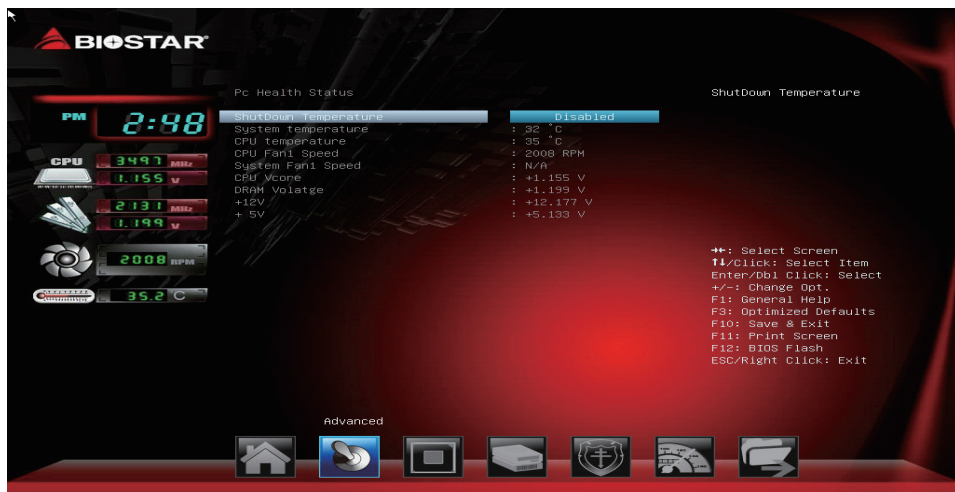 BIOSTAR
Pc Health Status
ShutDown Temperature
PM 2:48
ShutDown Temperature Disabled
System temperature : 32 °C
CPU temperature : 35 °C
CPU Fan1 Speed : 2008 RPM
System Fan1 Speed : N/A
CPU Vcore : +1.155 V
DRAM Volatge : +1.199 V
+12V : +12.177 V
+ 5V : +5.133 V
CPU 3497 MHz
1.155 V
2131 MHz
1.199 V
2008 RPM
35.2 C
→←: Select Screen
↑↓/Click: Select Item
Enter/Dbl Click: Select
+/-: Change Opt.
F1: General Help
F3: Optimized Defaults
F10: Save & Exit
F11: Print Screen
F12: BIOS Flash
ESC/Right Click: Exit
Advanced